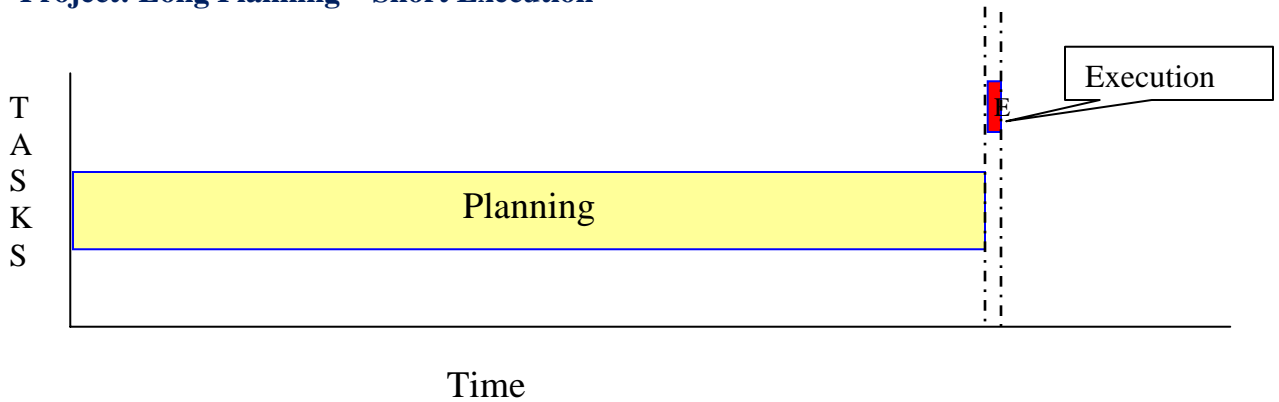 Project: Long Planning – Short Execution
Execution
E
T
A
S
K
S
Planning
Time